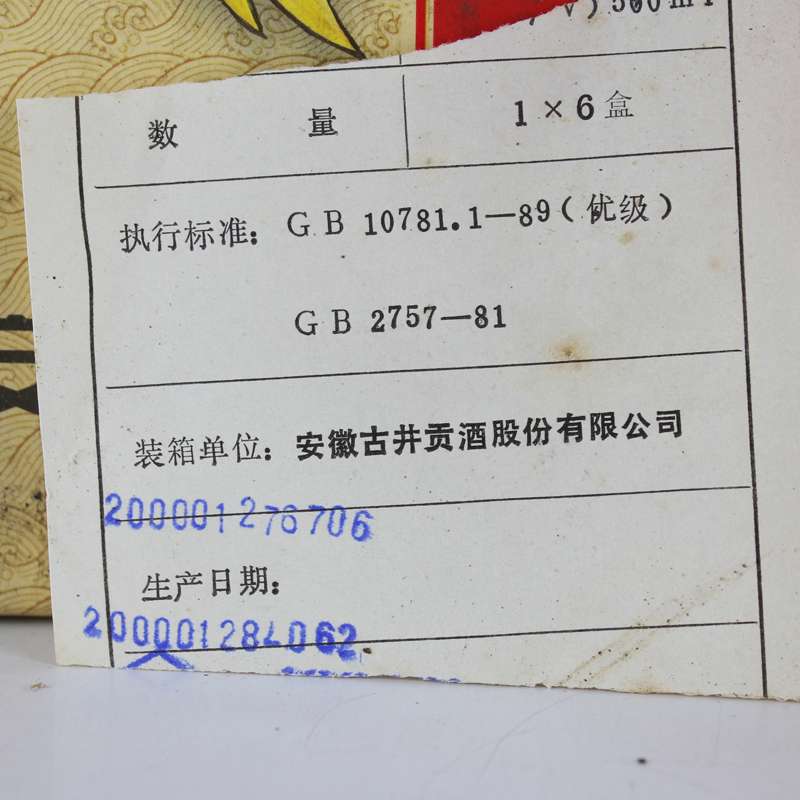 V) 500ml
数 量 1×6盒
执行标准: GB 10781.1—89(优级)
GB 2757—81
装箱单位: 安徽古井贡酒股份有限公司
200001276706
生产日期:
200001284062